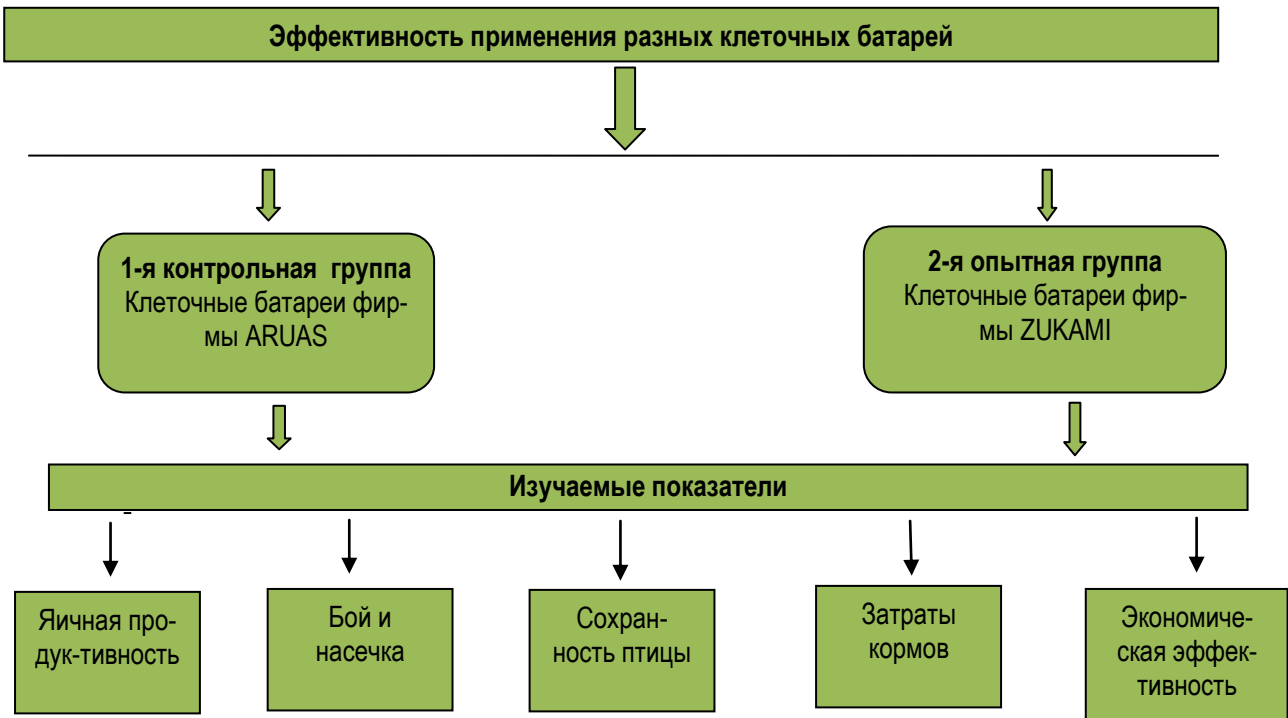 Эффективность применения разных клеточных батарей
1-я контрольная группа
Клеточные батареи фир-
мы ARUAS
2-я опытная группа
Клеточные батареи фир-
мы ZUKAMI
Изучаемые показатели
Яичная про-
дук-тивность
Бой и
насечка
Сохран-
ность птицы
Затраты
кормов
Экономиче-
ская эффек-
тивность